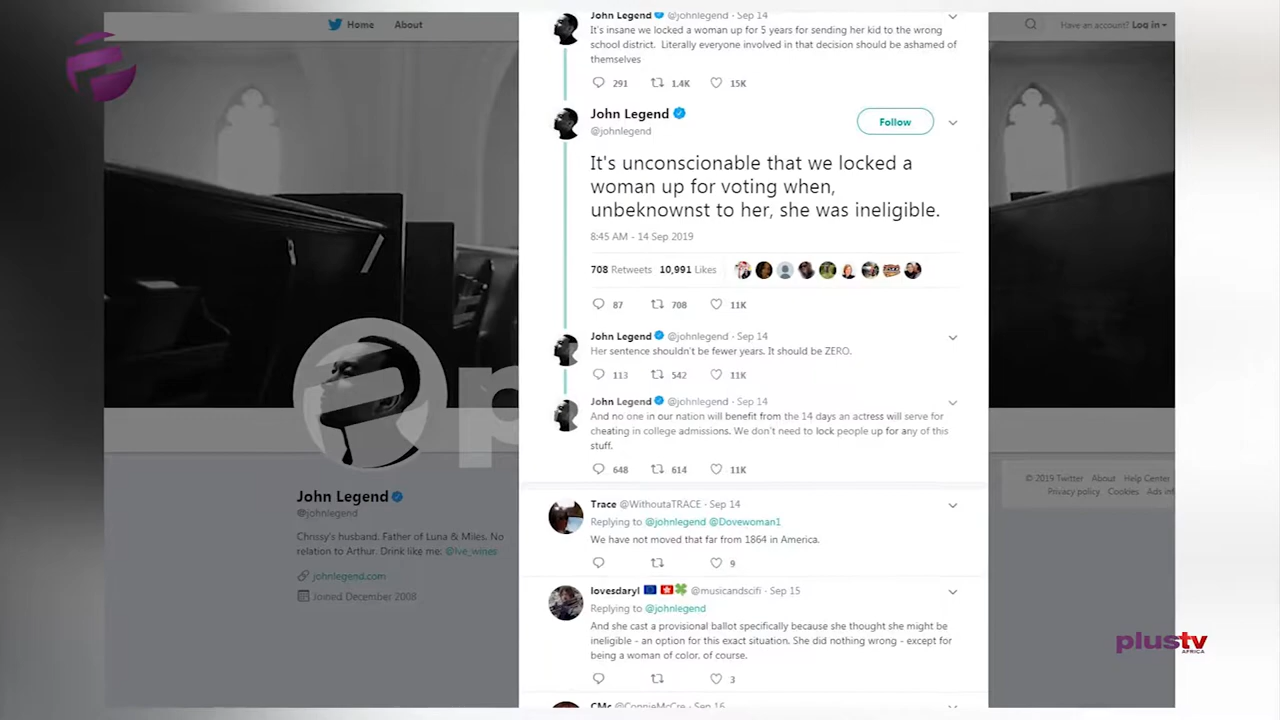 Home About
Have an account? Log in
John Legend @johnlegend · Sep 14
It's insane we locked a woman up for 5 years for sending her kid to the wrong
school district. Literally everyone involved in that decision should be ashamed of
themselves
291 1.4K 15K
John Legend
@johnlegend
Follow
It's unconscionable that we locked a
woman up for voting when,
unbeknownst to her, she was ineligible.
8:45 AM - 14 Sep 2019
708 Retweets 10,991 Likes
87 708 11K
John Legend @johnlegend · Sep 14
Her sentence shouldn't be fewer years. It should be ZERO.
113 542 11K
John Legend @johnlegend · Sep 14
And no one in our nation will benefit from the 14 days an actress will serve for
cheating in college admissions. We don't need to lock people up for any of this
stuff.
648 614 11K
Trace @WithoutaTRACE · Sep 14
Replying to @johnlegend @Dovewoman1
We have not moved that far from 1864 in America.
9
lovesdaryl @musicandscifi · Sep 15
Replying to @johnlegend
And she cast a provisional ballot specifically because she thought she might be
ineligible - an option for this exact situation. She did nothing wrong - except for
being a woman of color, of course.
3
CMc @ConnieMcCre · Sep 16
John Legend
@johnlegend
Chrissy's husband. Father of Luna & Miles. No
relation to Arthur. Drink like me: @lve_wines
johnlegend.com
Joined December 2008
© 2019 Twitter About Help Center
Privacy policy Cookies Ads
plustv
AFRICA